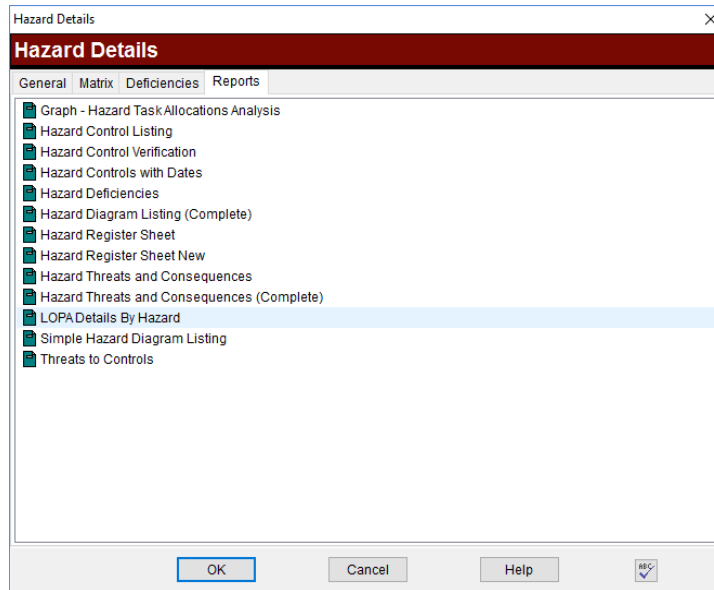 Hazard Details
Hazard Details
General Matrix Deficiencies Reports
Graph - Hazard Task Allocations Analysis
Hazard Control Listing
Hazard Control Verification
Hazard Controls with Dates
Hazard Deficiencies
Hazard Diagram Listing (Complete)
Hazard Register Sheet
Hazard Register Sheet New
Hazard Threats and Consequences
Hazard Threats and Consequences (Complete)
LOPA Details By Hazard
Simple Hazard Diagram Listing
Threats to Controls
OK Cancel Help ABC